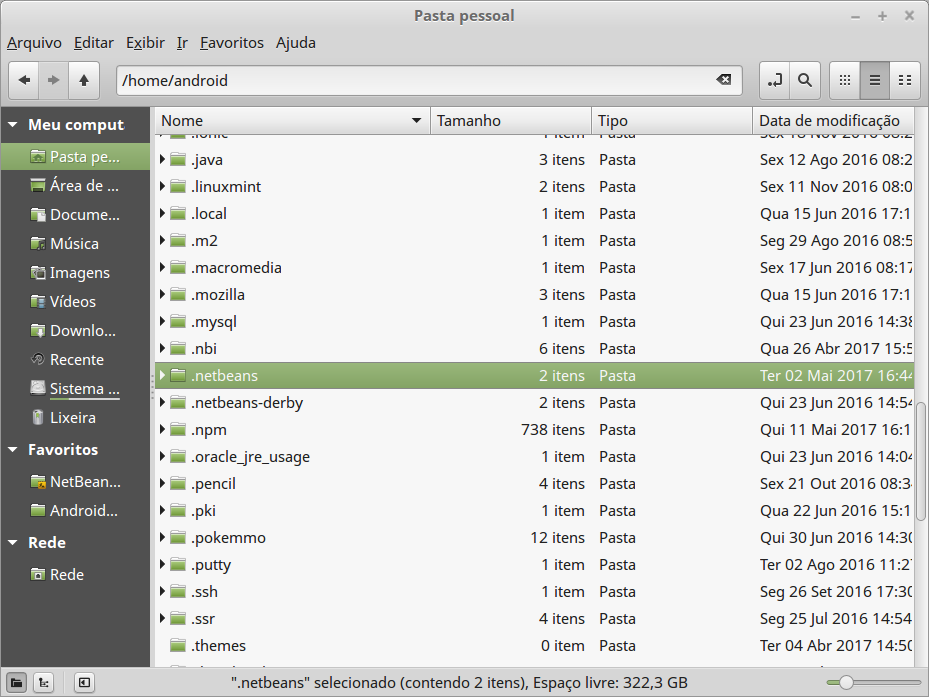 Pasta pessoal
Arquivo Editar Exibir Ir Favoritos Ajuda
/home/android
Meu comput
Pasta pe...
Área de ...
Docume...
Música
Imagens
Vídeos
Downlo...
Recente
Sistema ...
Lixeira
Favoritos
NetBean...
Android...
Rede
Rede
Nome Tamanho Tipo Data de modificação
.java 3 itens Pasta Sex 12 Ago 2016 08:2
.linuxmint 2 itens Pasta Sex 11 Nov 2016 08:0
.local 1 item Pasta Qua 15 Jun 2016 17:1
.m2 1 item Pasta Seg 29 Ago 2016 08:5
.macromedia 1 item Pasta Sex 17 Jun 2016 08:17
.mozilla 3 itens Pasta Qua 15 Jun 2016 17:1
.mysql 1 item Pasta Qui 23 Jun 2016 14:38
.nbi 6 itens Pasta Qua 26 Abr 2017 15:5
.netbeans 2 itens Pasta Ter 02 Mai 2017 16:44
.netbeans-derby 2 itens Pasta Qui 23 Jun 2016 14:54
.npm 738 itens Pasta Qui 11 Mai 2017 16:1
.oracle_jre_usage 1 item Pasta Qui 23 Jun 2016 14:04
.pencil 4 itens Pasta Sex 21 Out 2016 08:3
.pki 1 item Pasta Qua 22 Jun 2016 15:1
.pokemmo 12 itens Pasta Qui 30 Jun 2016 14:30
.putty 1 item Pasta Ter 02 Ago 2016 11:2
.ssh 1 item Pasta Seg 26 Set 2016 17:30
.ssr 4 itens Pasta Seg 25 Jul 2016 14:54
.themes 0 item Pasta Ter 04 Abr 2017 14:50
".netbeans" selecionado (contendo 2 itens), Espaço livre: 322,3 GB